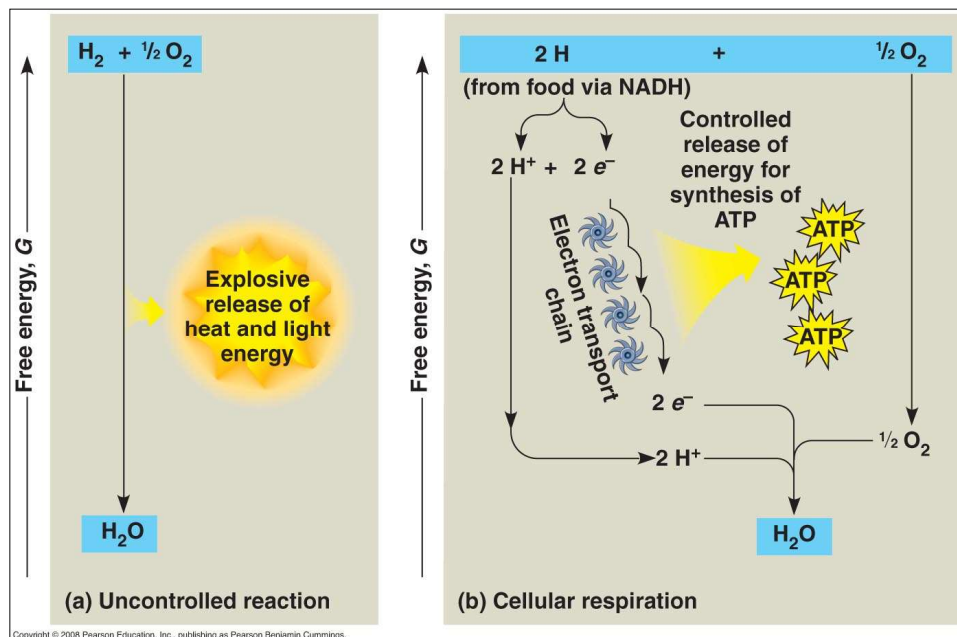 H₂ + ½ O₂
Free energy, G
Explosive
release of
heat and light
energy
H₂O
(a) Uncontrolled reaction
2 H + ½ O₂
(from food via NADH)
Controlled
release of
energy for
synthesis of
ATP
2 H⁺ + 2 e⁻
Free energy, G
Electron transport
chain
ATP
ATP
ATP
2 e⁻
½ O₂
2 H⁺
H₂O
(b) Cellular respiration
Copyright © 2008 Pearson Education, Inc., publishing as Pearson Benjamin Cummings.